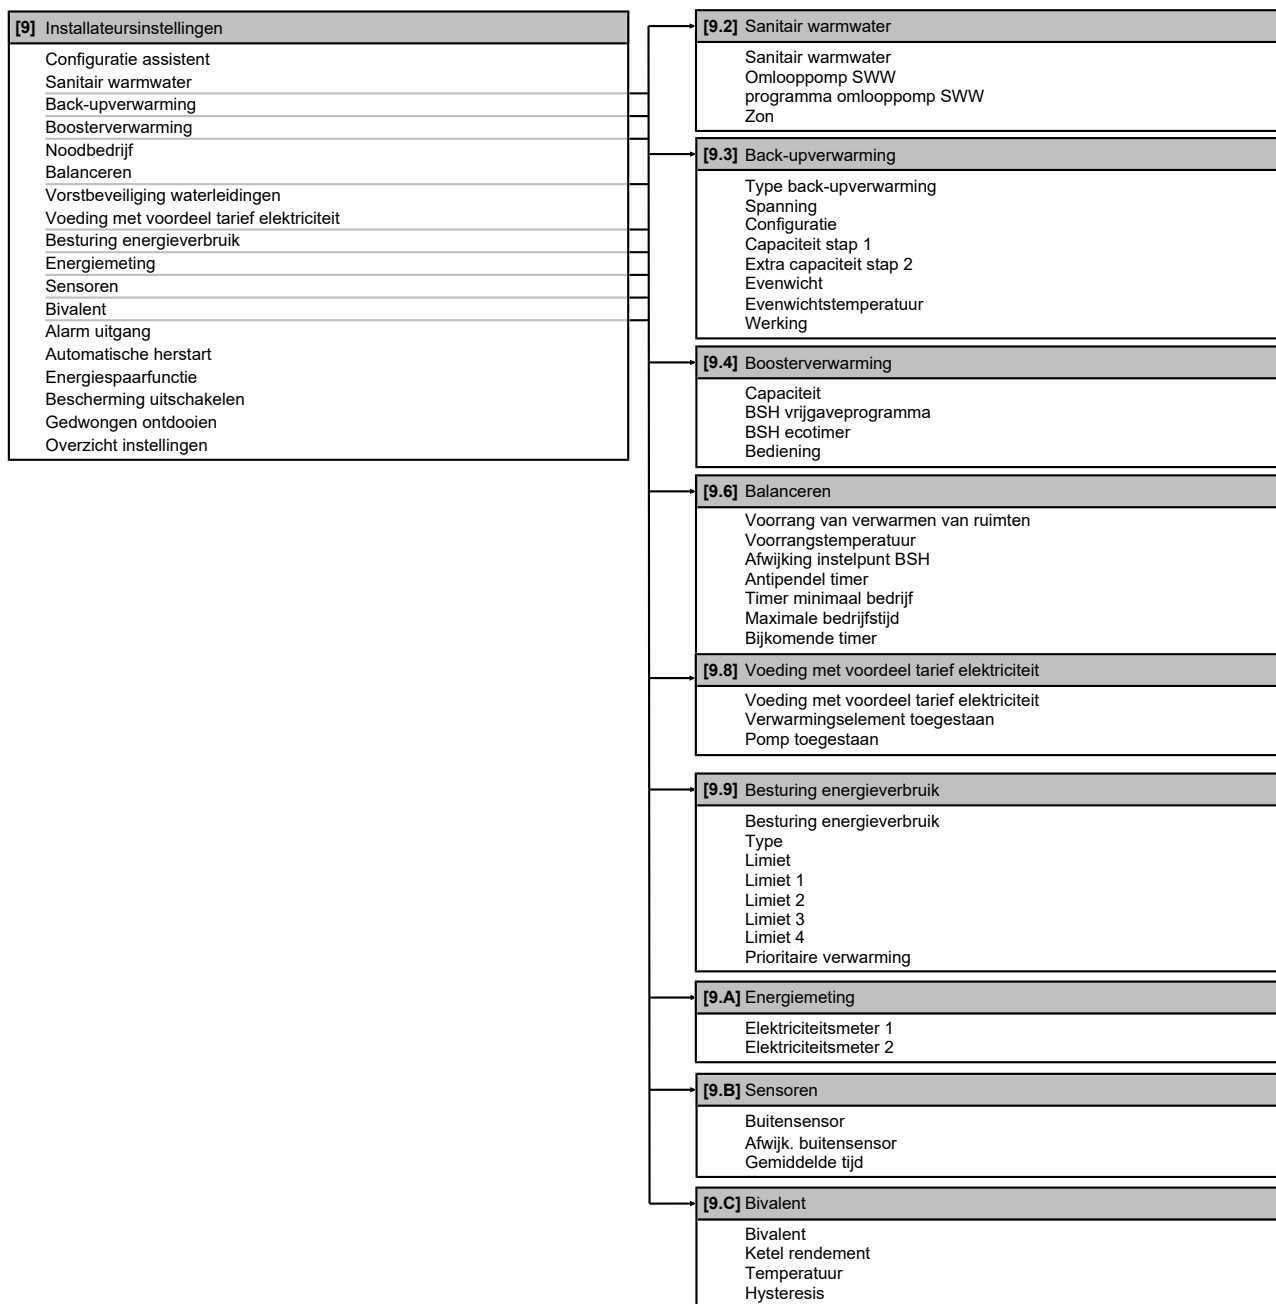 [9] Installateursinstellingen
Configuratie assistent
Sanitair warmwater
Back-upverwarming
Boosterverwarming
Noodbedrijf
Balanceren
Vorstbeveiliging waterleidingen
Voeding met voordeel tarief elektriciteit
Besturing energieverbruik
Energiemeting
Sensoren
Bivalent
Alarm uitgang
Automatische herstart
Energiespaarfunctie
Bescherming uitschakelen
Gedwongen ontdooien
Overzicht instellingen
[9.2] Sanitair warmwater
Sanitair warmwater
Omlooppomp SWW
programma omlooppomp SWW
Zon
[9.3] Back-upverwarming
Type back-upverwarming
Spanning
Configuratie
Capaciteit stap 1
Extra capaciteit stap 2
Evenwicht
Evenwichtstemperatuur
Werking
[9.4] Boosterverwarming
Capaciteit
BSH vrijgaveprogramma
BSH ecotimer
Bediening
[9.6] Balanceren
Voorrang van verwarmen van ruimten
Voorrangstemperatuur
Afwijking instelpunt BSH
Antipendel timer
Timer minimaal bedrijf
Maximale bedrijfstijd
Bijkomende timer
[9.8] Voeding met voordeel tarief elektriciteit
Voeding met voordeel tarief elektriciteit
Verwarmingselement toegestaan
Pomp toegestaan
[9.9] Besturing energieverbruik
Besturing energieverbruik
Type
Limiet
Limiet 1
Limiet 2
Limiet 3
Limiet 4
Prioritaire verwarming
[9.A] Energiemeting
Elektriciteitsmeter 1
Elektriciteitsmeter 2
[9.B] Sensoren
Buitensensor
Afwijk. buitensensor
Gemiddelde tijd
[9.C] Bivalent
Bivalent
Ketel rendement
Temperatuur
Hysteresis